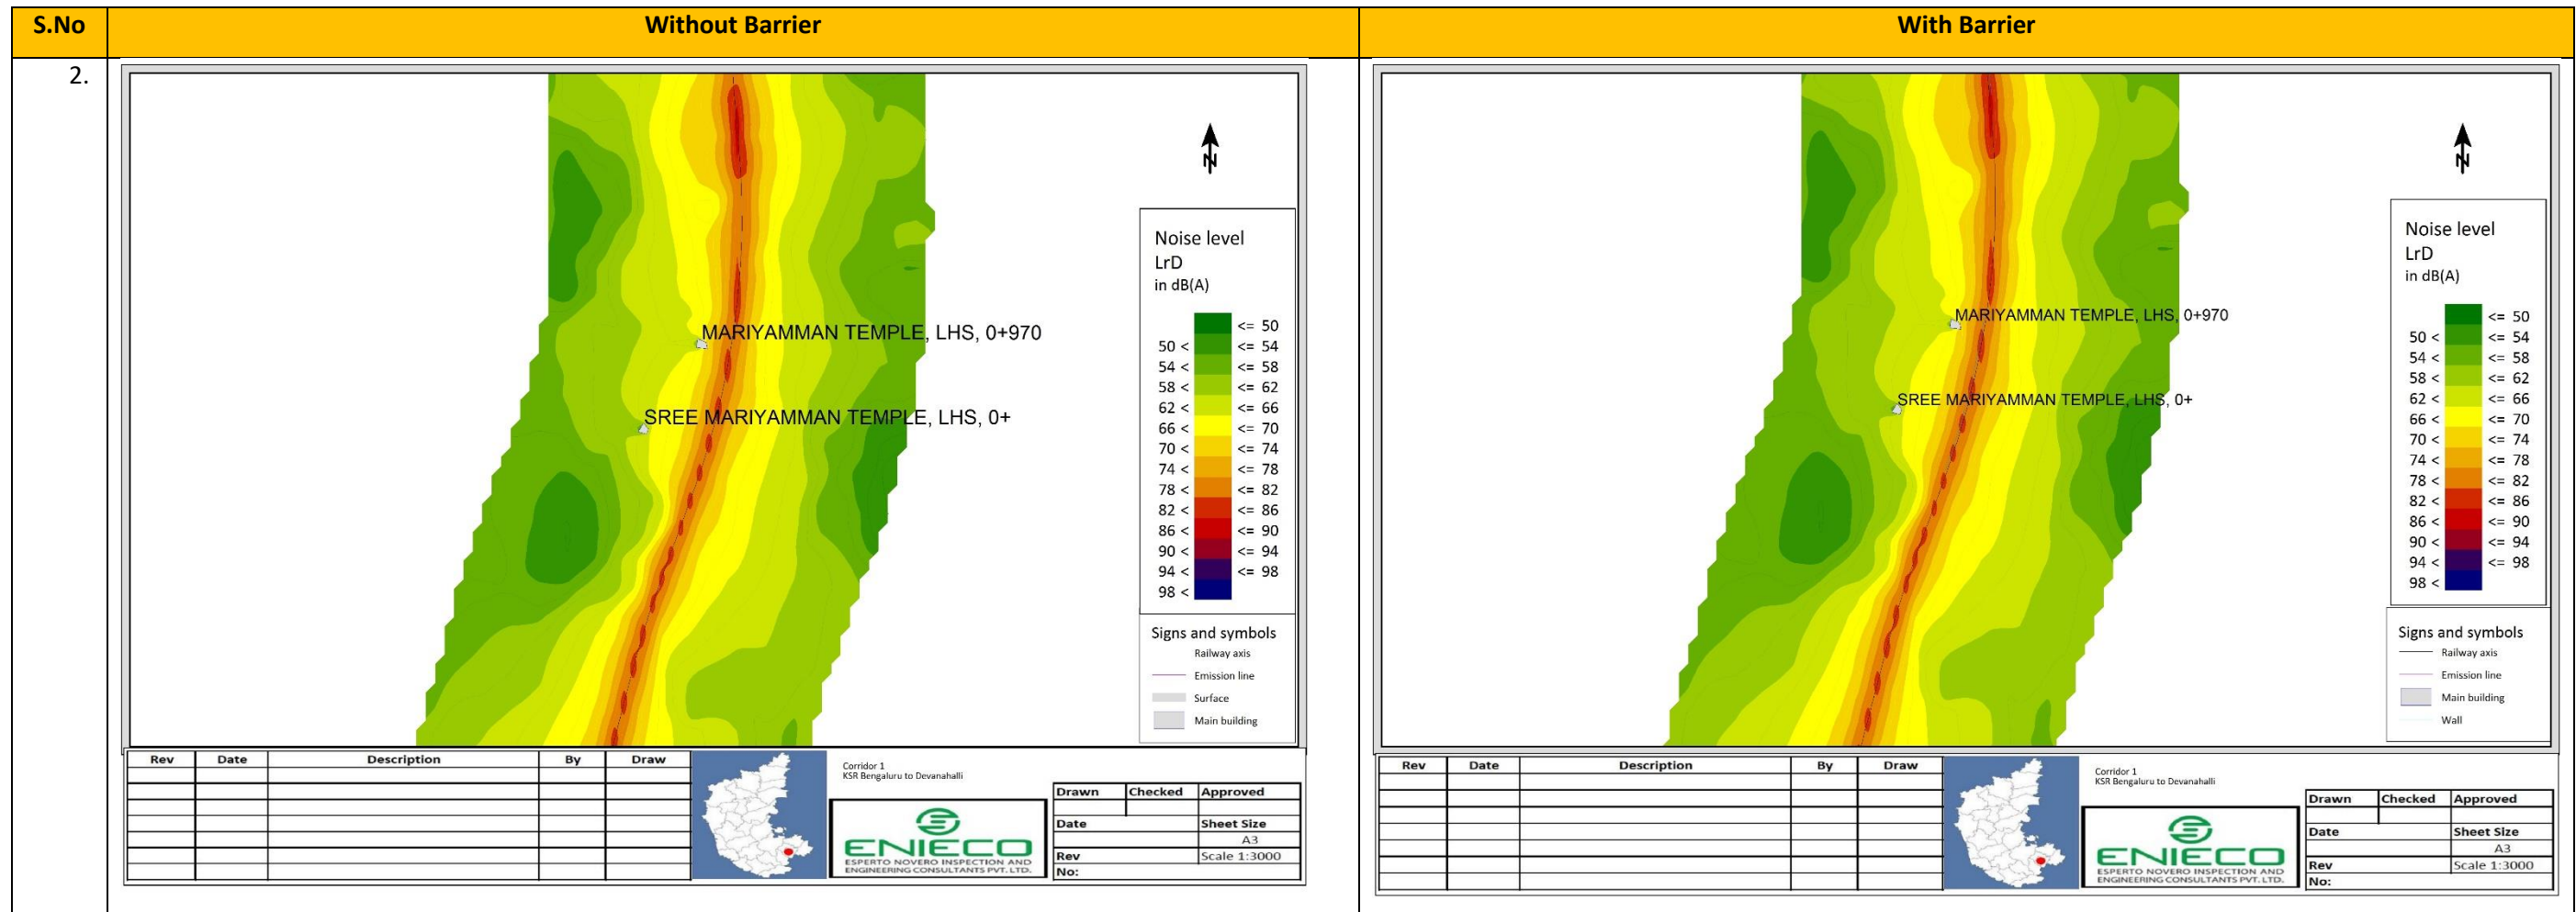 S.No Without Barrier With Barrier
2.
MARIYAMMAN TEMPLE, LHS, 0+970
SREE MARIYAMMAN TEMPLE, LHS, 0+
N
Noise level
LrD
in dB(A)
<= 50
50 < <= 54
54 < <= 58
58 < <= 62
62 < <= 66
66 < <= 70
70 < <= 74
74 < <= 78
78 < <= 82
82 < <= 86
86 < <= 90
90 < <= 94
94 < <= 98
98 <
Signs and symbols
Railway axis
Emission line
Surface
Main building
Rev Date Description By Draw
Corridor 1
KSR Bengaluru to Devanahalli
ENIECO
ESPERTO NOVERO INSPECTION AND
ENGINEERING CONSULTANTS PVT. LTD.
Drawn Checked Approved
Date Sheet Size
A3
Rev Scale 1:3000
No:
MARIYAMMAN TEMPLE, LHS, 0+970
SREE MARIYAMMAN TEMPLE, LHS, 0+
N
Noise level
LrD
in dB(A)
<= 50
50 < <= 54
54 < <= 58
58 < <= 62
62 < <= 66
66 < <= 70
70 < <= 74
74 < <= 78
78 < <= 82
82 < <= 86
86 < <= 90
90 < <= 94
94 < <= 98
98 <
Signs and symbols
Railway axis
Emission line
Main building
Wall
Rev Date Description By Draw
Corridor 1
KSR Bengaluru to Devanahalli
ENIECO
ESPERTO NOVERO INSPECTION AND
ENGINEERING CONSULTANTS PVT. LTD.
Drawn Checked Approved
Date Sheet Size
A3
Rev Scale 1:3000
No: